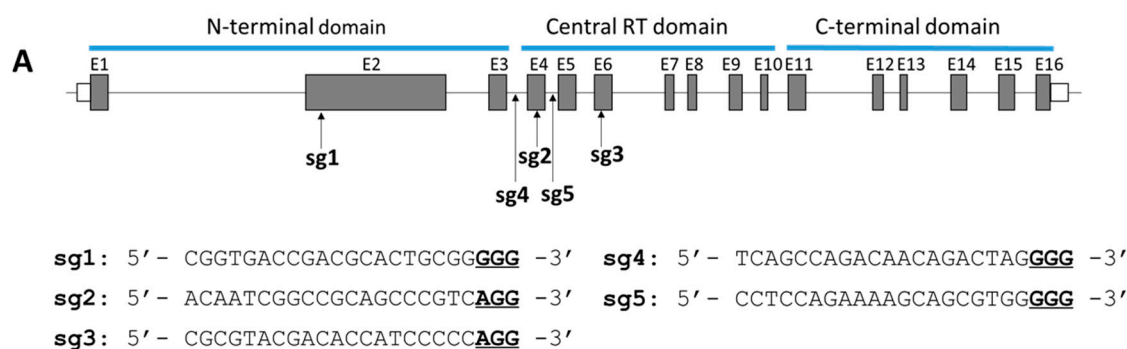 N-terminal domain Central RT domain C-terminal domain
A
E1 E2 E3 E4 E5 E6 E7 E8 E9 E10 E11 E12 E13 E14 E15 E16
sg1 sg2 sg3
sg4 sg5
sg1: 5′- CGGTGACCGACGCACTGCGGGGG -3′ sg4: 5′- TCAGCCAGACAACAGACTAGGGG -3′
sg2: 5′- ACAATCGGCCGCAGCCCGTCAGG -3′ sg5: 5′- CCTCCAGAAAAGCAGCGTGGGGG -3′
sg3: 5′- CGCGTACGACACCATCCCCCAGG -3′